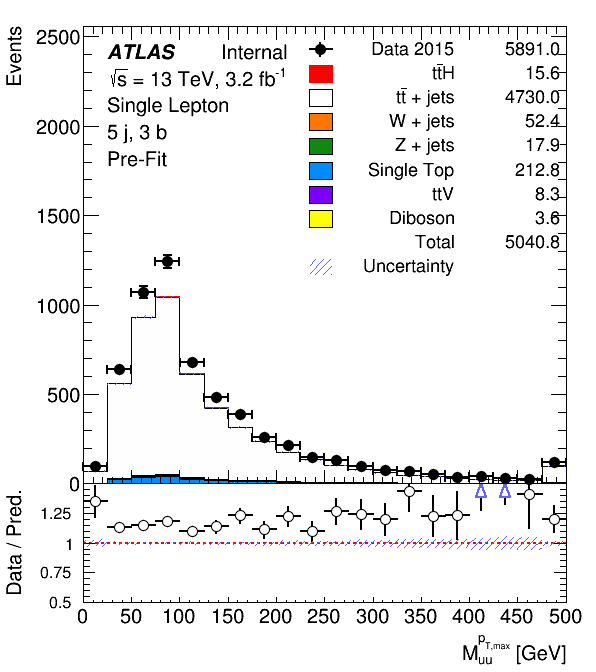 ATLAS Internal
√s = 13 TeV, 3.2 fb⁻¹
Single Lepton
5 j, 3 b
Pre-Fit
Data 2015 5891.0
tt̄H 15.6
tt̄ + jets 4730.0
W + jets 52.4
Z + jets 17.9
Single Top 212.8
ttV 8.3
Diboson 3.6
Total 5040.8
Uncertainty
Events
2500
2000
1500
1000
500
0
Data / Pred.
1.25
1
0.75
0.5
0 50 100 150 200 250 300 350 400 450 500
M_uu^pT,max [GeV]